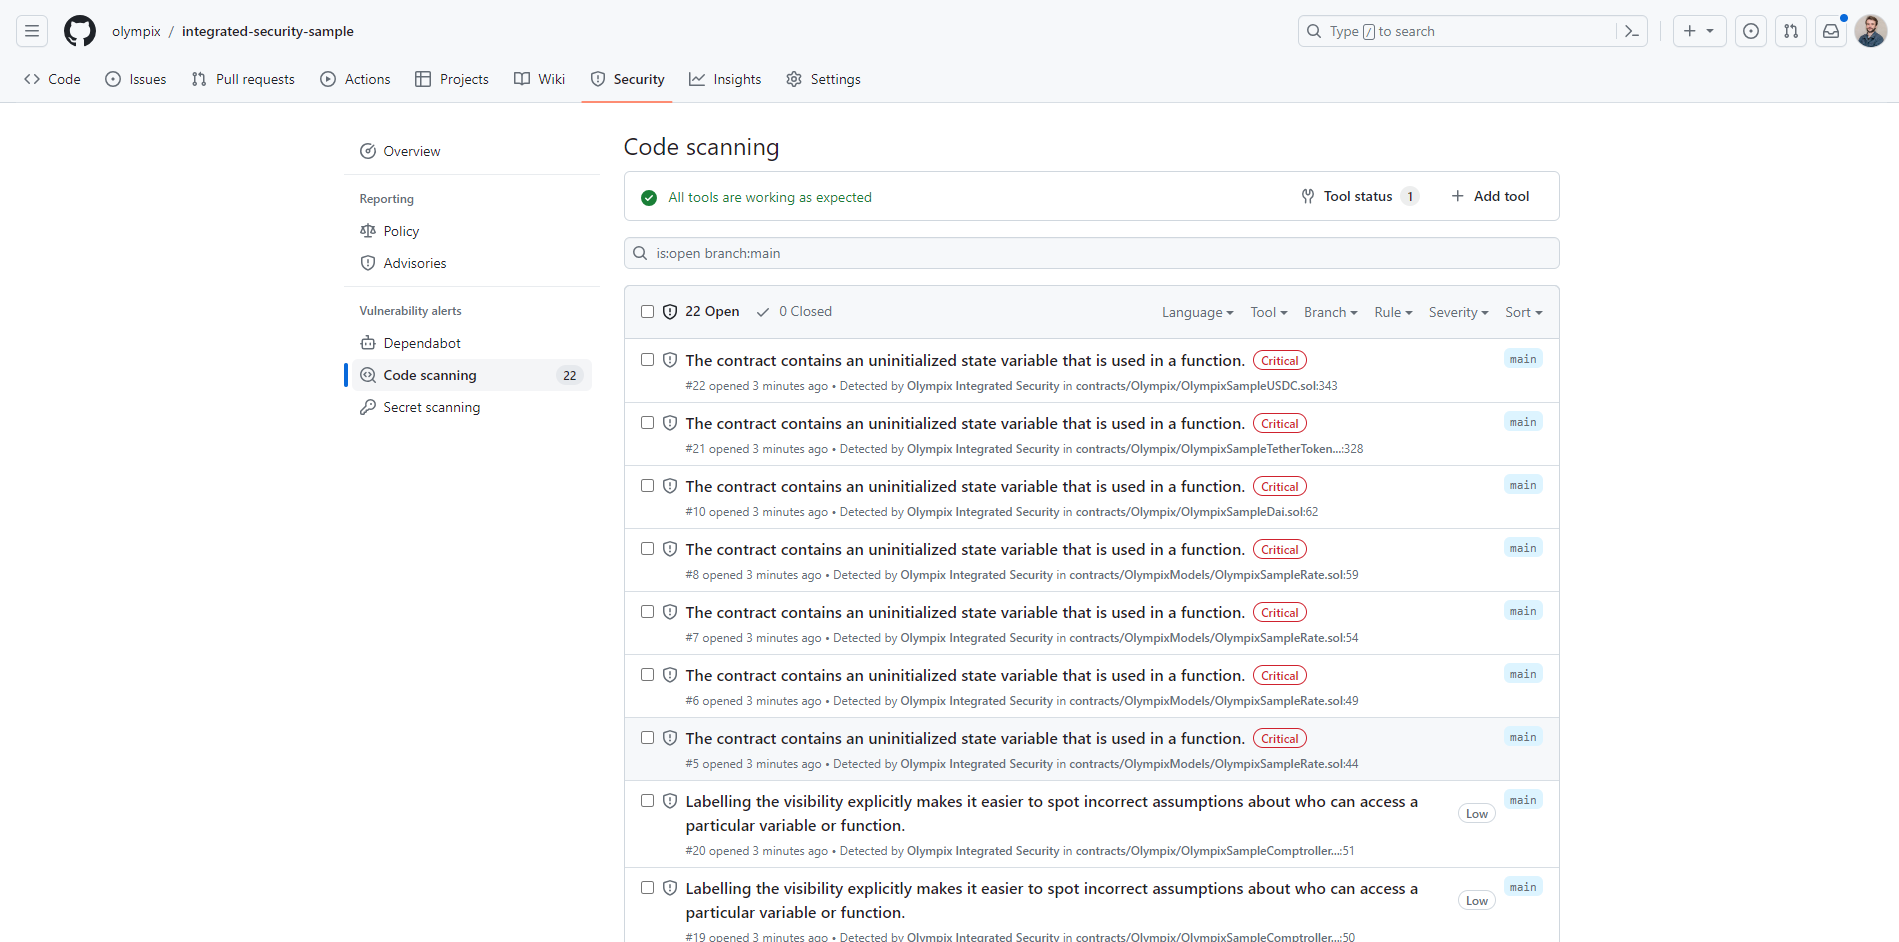 olympix / integrated-security-sample
Type / to search
Code
Issues
Pull requests
Actions
Projects
Wiki
Security
Insights
Settings
Overview
Reporting
Policy
Advisories
Vulnerability alerts
Dependabot
Code scanning 22
Secret scanning
Code scanning
All tools are working as expected
Tool status 1
Add tool
is:open branch:main
22 Open
0 Closed
Language
Tool
Branch
Rule
Severity
Sort
The contract contains an uninitialized state variable that is used in a function. Critical main
#22 opened 3 minutes ago • Detected by Olympix Integrated Security in contracts/Olympix/OlympixSampleUSDC.sol:343
The contract contains an uninitialized state variable that is used in a function. Critical main
#21 opened 3 minutes ago • Detected by Olympix Integrated Security in contracts/Olympix/OlympixSampleTetherToken...:328
The contract contains an uninitialized state variable that is used in a function. Critical main
#10 opened 3 minutes ago • Detected by Olympix Integrated Security in contracts/Olympix/OlympixSampleDai.sol:62
The contract contains an uninitialized state variable that is used in a function. Critical main
#8 opened 3 minutes ago • Detected by Olympix Integrated Security in contracts/OlympixModels/OlympixSampleRate.sol:59
The contract contains an uninitialized state variable that is used in a function. Critical main
#7 opened 3 minutes ago • Detected by Olympix Integrated Security in contracts/OlympixModels/OlympixSampleRate.sol:54
The contract contains an uninitialized state variable that is used in a function. Critical main
#6 opened 3 minutes ago • Detected by Olympix Integrated Security in contracts/OlympixModels/OlympixSampleRate.sol:49
The contract contains an uninitialized state variable that is used in a function. Critical main
#5 opened 3 minutes ago • Detected by Olympix Integrated Security in contracts/OlympixModels/OlympixSampleRate.sol:44
Labelling the visibility explicitly makes it easier to spot incorrect assumptions about who can access a
particular variable or function.
Low main
#20 opened 3 minutes ago • Detected by Olympix Integrated Security in contracts/Olympix/OlympixSampleComptroller...:51
Labelling the visibility explicitly makes it easier to spot incorrect assumptions about who can access a
particular variable or function.
Low main
#19 opened 3 minutes ago • Detected by Olympix Integrated Security in contracts/Olympix/OlympixSampleComptroller...:50